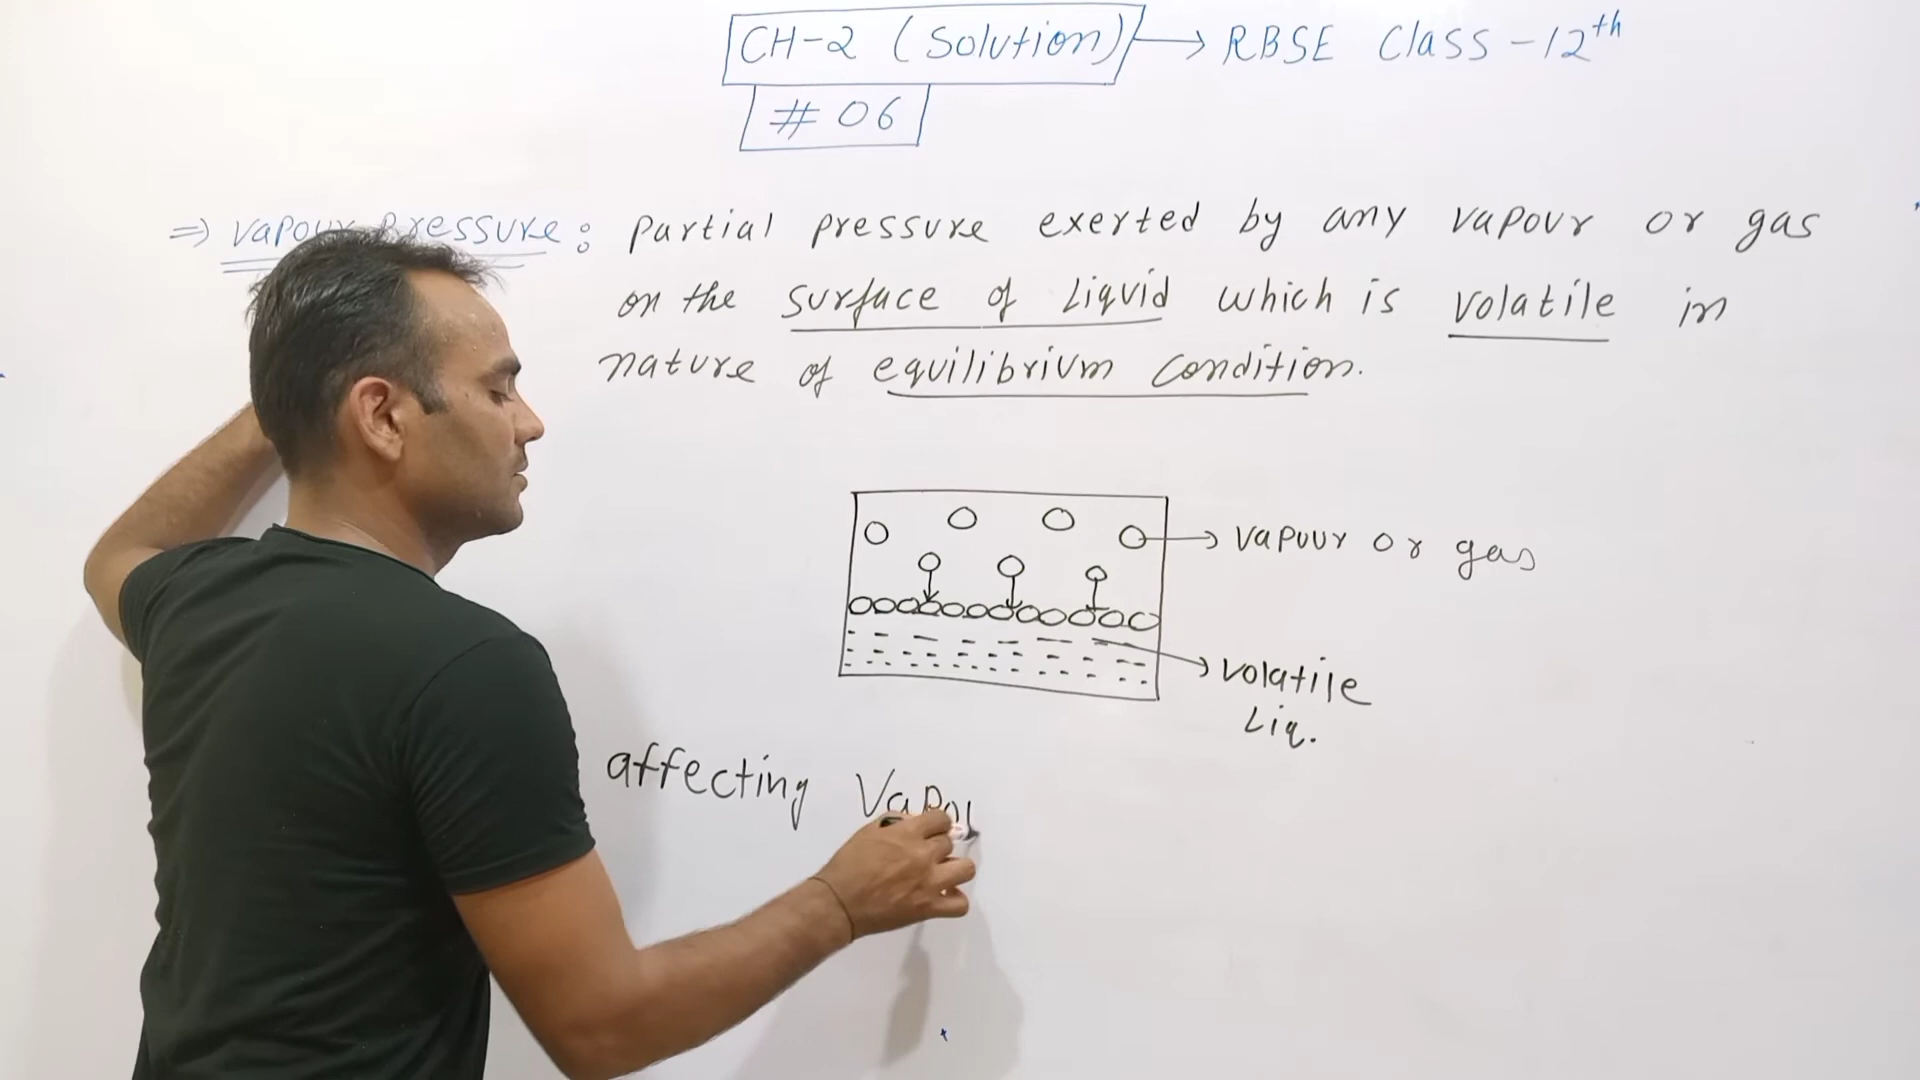 CH-2 (Solution) → RBSE Class -12th
# 06
⇒ Vapour Pressure: Partial pressure exerted by any vapour or gas
on the surface of Liquid which is volatile in
nature of equilibrium condition.
→ vapour or gas
→ volatile
Liq.
affecting Vapou